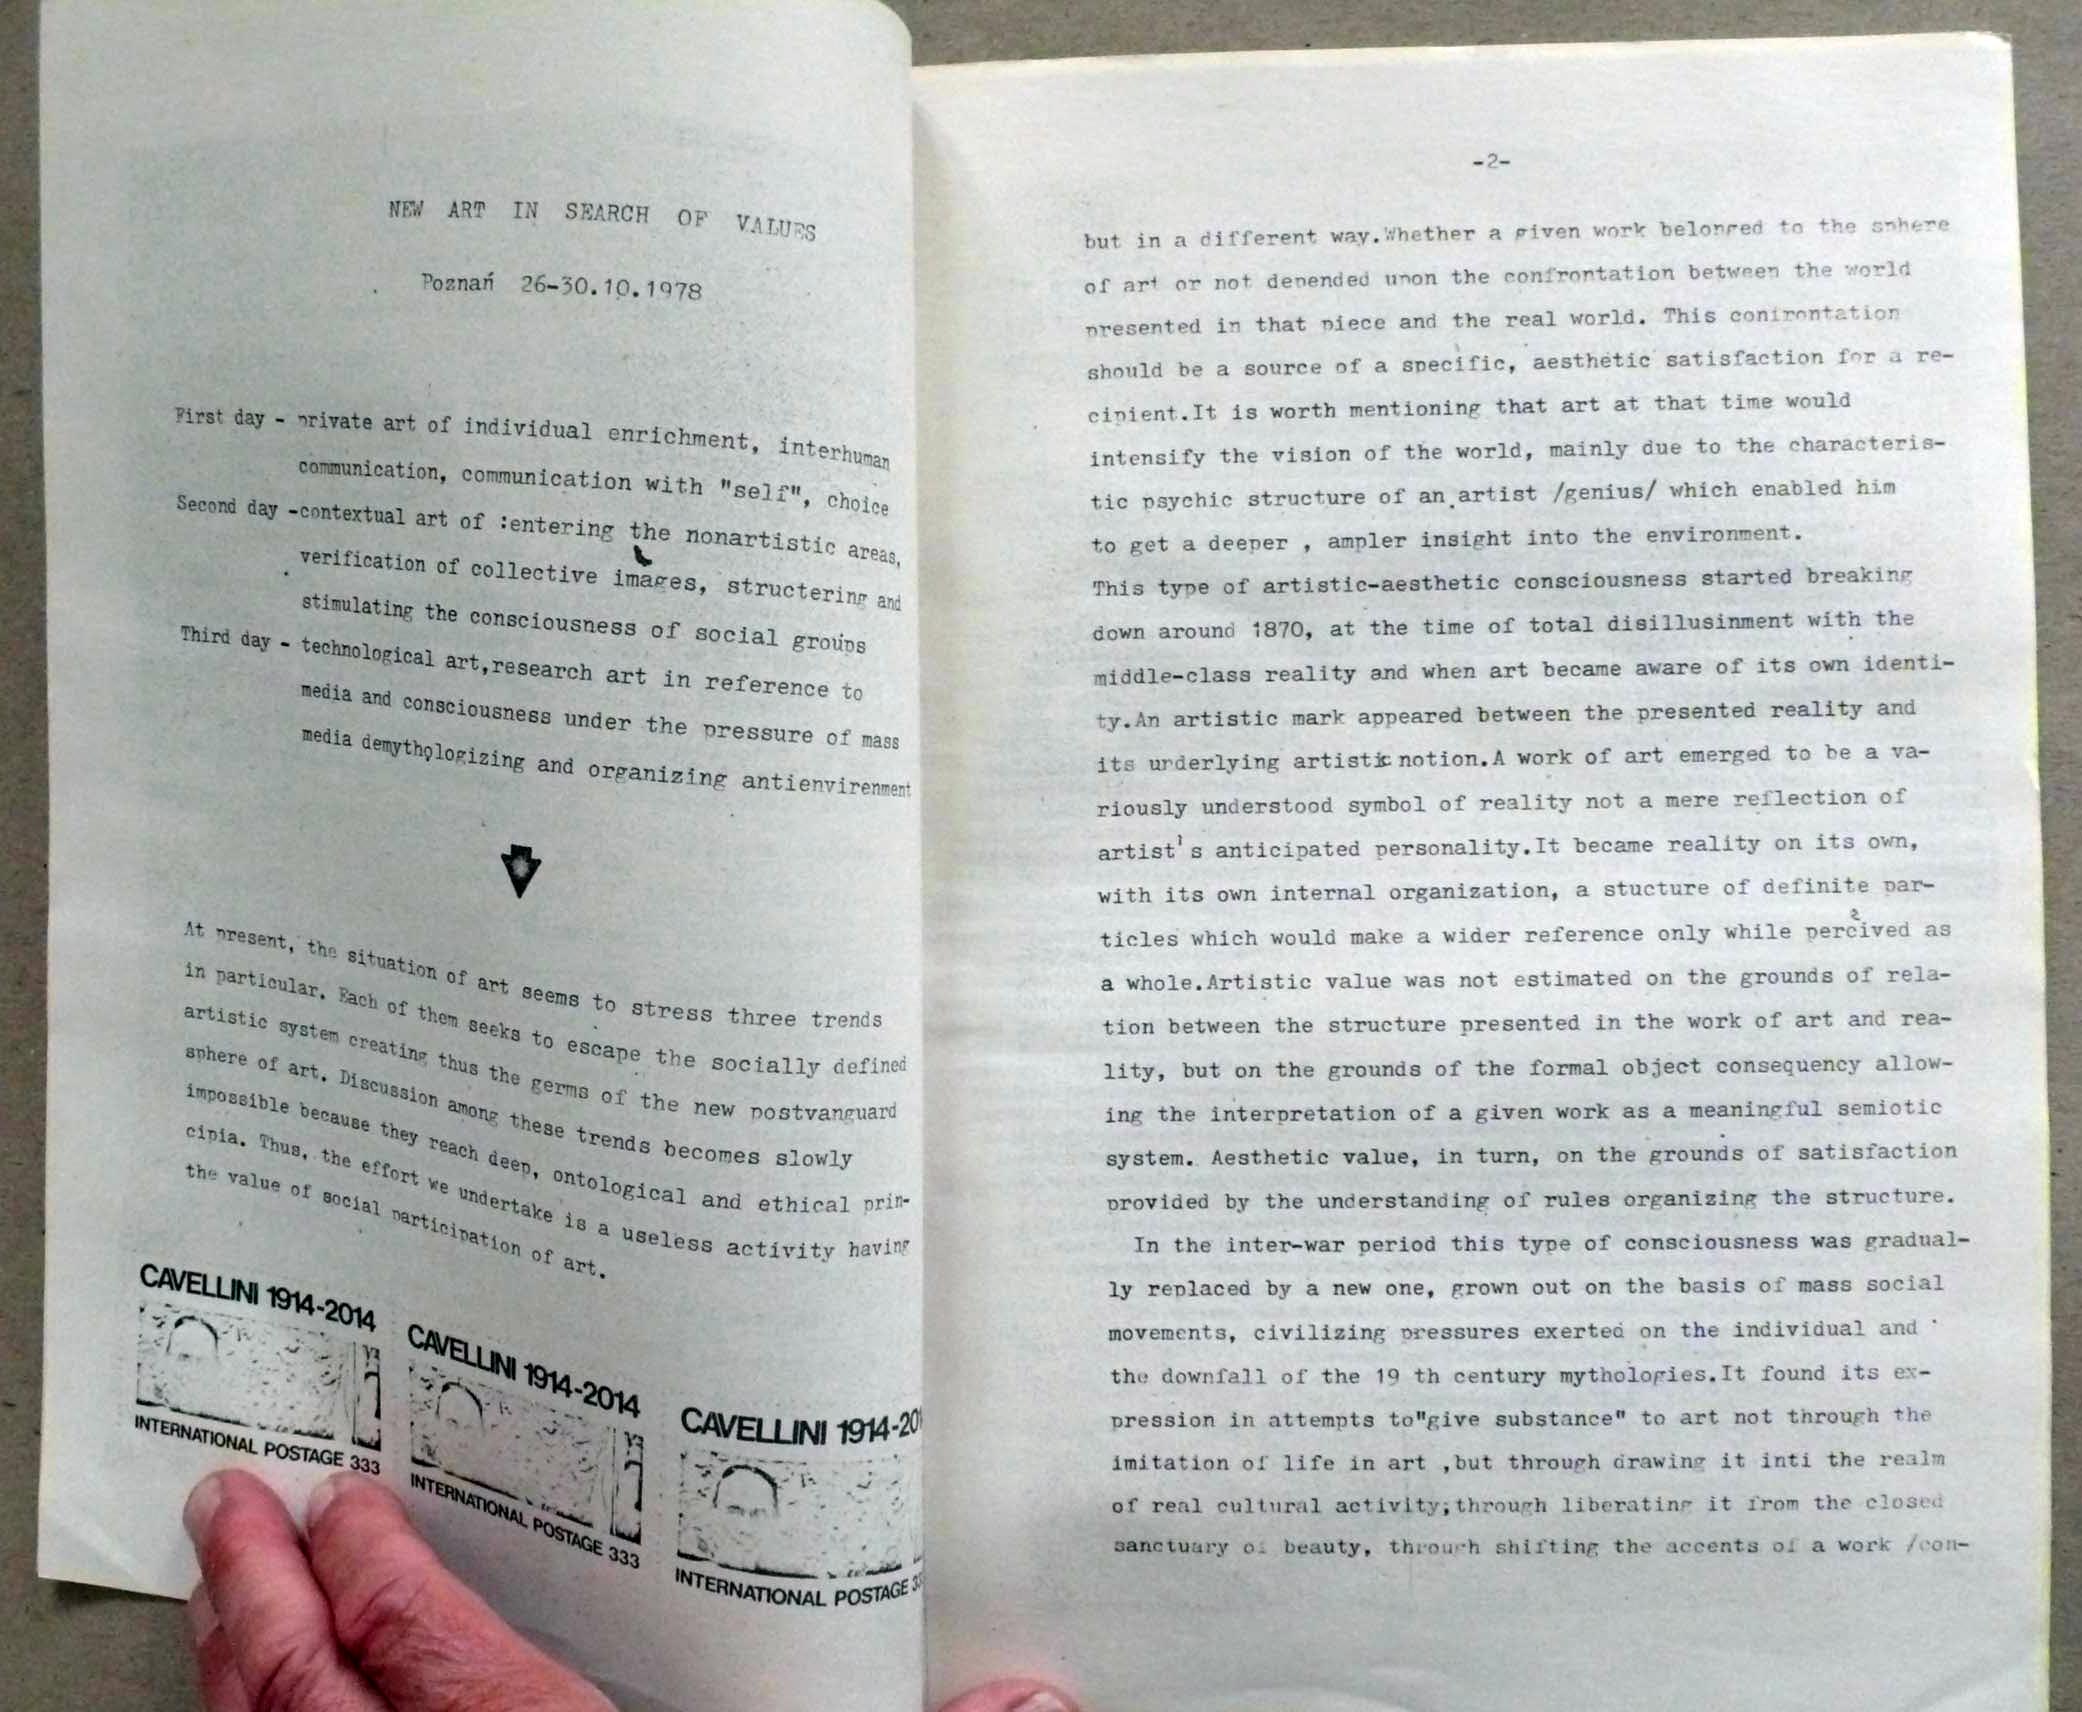 NEW ART IN SEARCH OF VALUES
Poznań 26-30.10.1978
First day - private art of individual enrichment, interhuman
communication, communication with "self", choice
Second day -contextual art of :entering the nonartistic areas,
verification of collective images, structering and
stimulating the consciousness of social groups
Third day - technological art,research art in reference to
media and consciousness under the pressure of mass
media demythologizing and organizing antienvirenment
At present, the situation of art seems to stress three trends
in particular. Each of them seeks to escape the socially defined
artistic system creating thus the germs of the new postvanguard
sphere of art. Discussion among these trends becomes slowly
impossible because they reach deep, ontological and ethical prin-
cipia. Thus, the effort we undertake is a useless activity having
the value of social participation of art.
CAVELLINI 1914-2014
INTERNATIONAL POSTAGE 333
CAVELLINI 1914-2014
INTERNATIONAL POSTAGE 333
CAVELLINI 1914-201
INTERNATIONAL POSTAGE 33
-2-
but in a different way.Whether a given work belonged to the sphere
of art or not depended upon the confrontation between the world
presented in that piece and the real world. This confrontation
should be a source of a specific, aesthetic satisfaction for a re-
cipient.It is worth mentioning that art at that time would
intensify the vision of the world, mainly due to the characteris-
tic psychic structure of an artist /genius/ which enabled him
to get a deeper , ampler insight into the environment.
This type of artistic-aesthetic consciousness started breaking
down around 1870, at the time of total disillusinment with the
middle-class reality and when art became aware of its own identi-
ty.An artistic mark appeared between the presented reality and
its urderlying artistic notion.A work of art emerged to be a va-
riously understood symbol of reality not a mere reflection of
artist's anticipated personality.It became reality on its own,
with its own internal organization, a stucture of definite par-
ticles which would make a wider reference only while perceived as
a whole.Artistic value was not estimated on the grounds of rela-
tion between the structure presented in the work of art and rea-
lity, but on the grounds of the formal object consequency allow-
ing the interpretation of a given work as a meaningful semiotic
system. Aesthetic value, in turn, on the grounds of satisfaction
provided by the understanding of rules organizing the structure.
In the inter-war period this type of consciousness was gradual-
ly replaced by a new one, grown out on the basis of mass social
movements, civilizing pressures exerted on the individual and
the downfall of the 19 th century mythologies.It found its ex-
pression in attempts to"give substance" to art not through the
imitation of life in art ,but through drawing it inti the realm
of real cultural activity;through liberating it from the closed
sanctuary of beauty, through shifting the accents of a work /con-